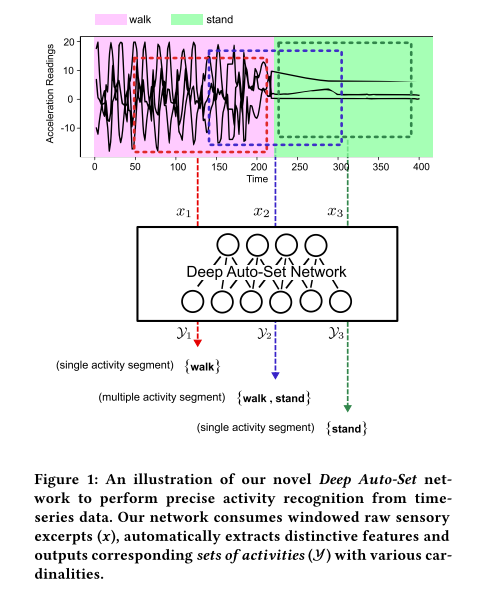 walk stand
Acceleration Readings
20
10
0
-10
0 50 100 150 200 250 300 350 400
Time
x₁ x₂ x₃
Deep Auto-Set Network
𝒴₁ 𝒴₂ 𝒴₃
(single activity segment) {walk}
(multiple activity segment) {walk , stand}
(single activity segment) {stand}
Figure 1: An illustration of our novel Deep Auto-Set net-
work to perform precise activity recognition from time-
series data. Our network consumes windowed raw sensory
excerpts (x), automatically extracts distinctive features and
outputs corresponding sets of activities (𝒴) with various car-
dinalities.